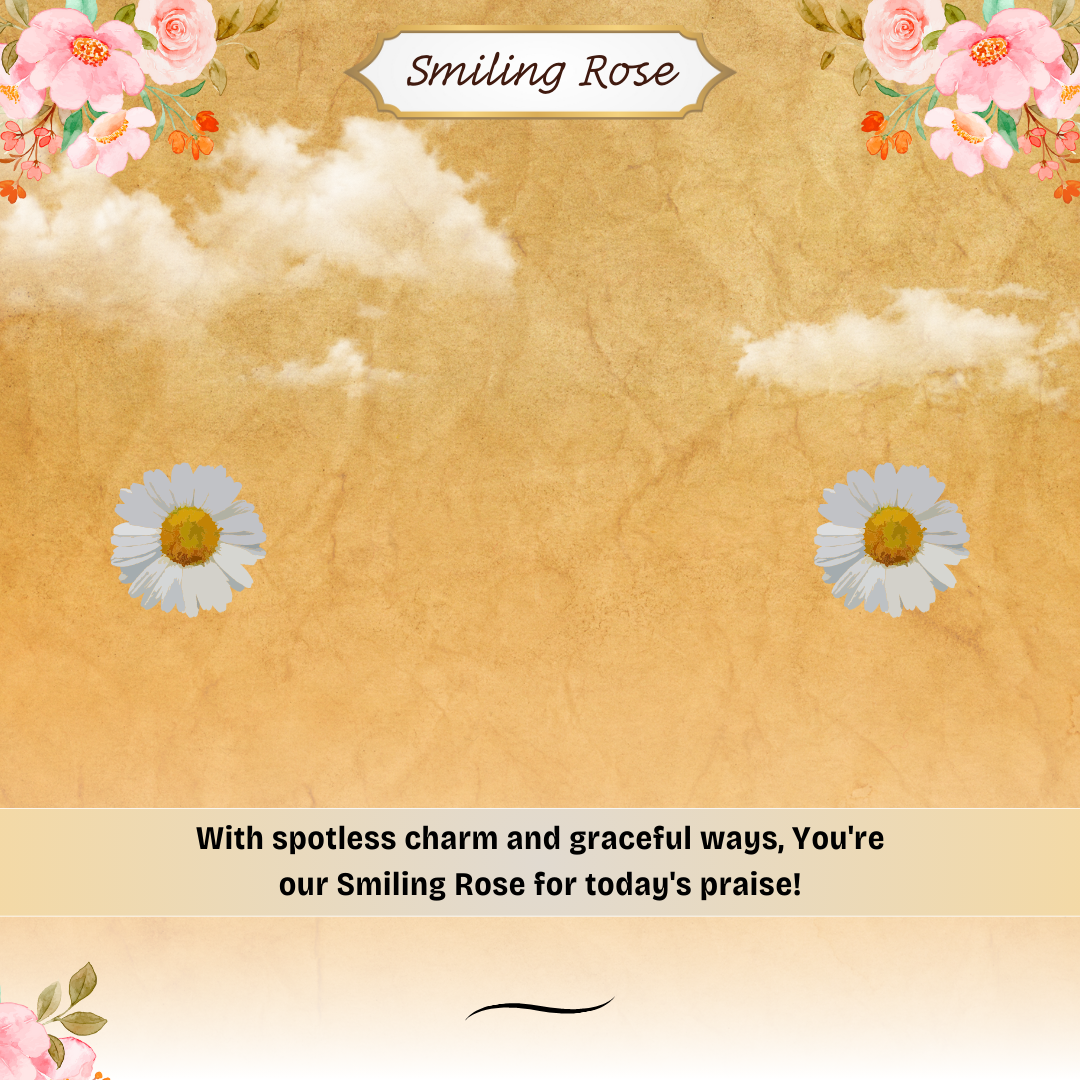 Smiling Rose
With spotless charm and graceful ways, You're
our Smiling Rose for today's praise!